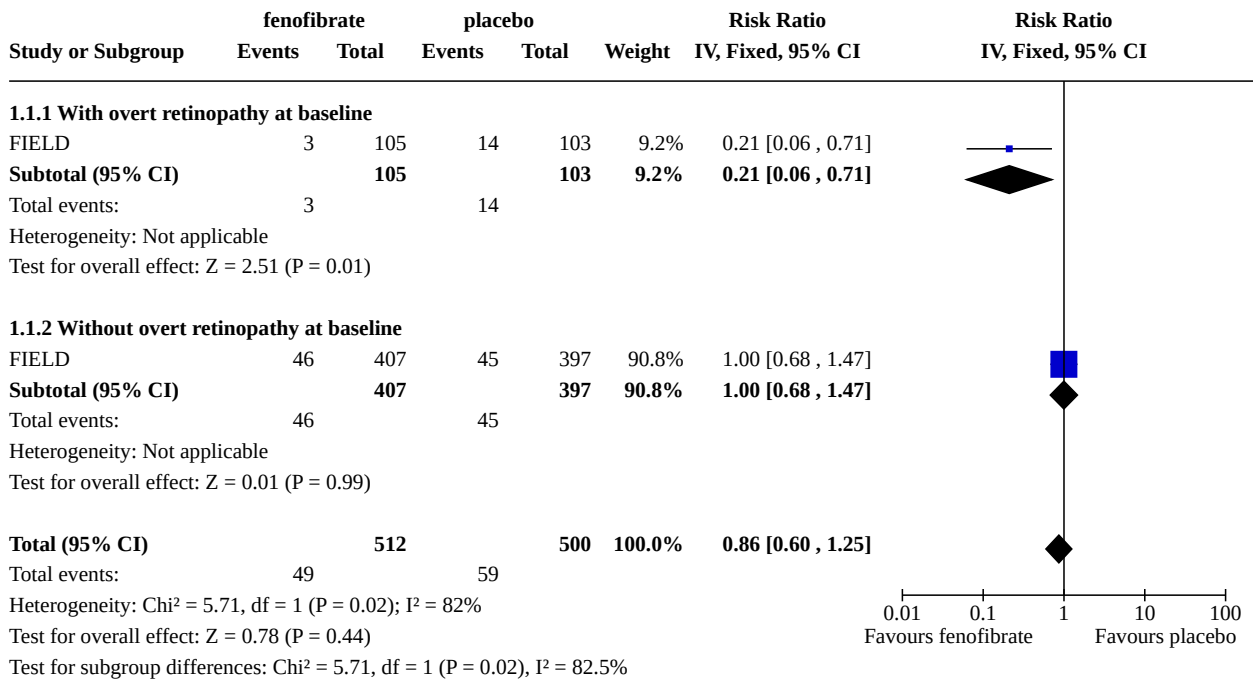 fenofibrate placebo Risk Ratio Risk Ratio
Study or Subgroup Events Total Events Total Weight IV, Fixed, 95% CI IV, Fixed, 95% CI
1.1.1 With overt retinopathy at baseline
FIELD 3 105 14 103 9.2% 0.21 [0.06 , 0.71]
Subtotal (95% CI) 105 103 9.2% 0.21 [0.06 , 0.71]
Total events: 3 14
Heterogeneity: Not applicable
Test for overall effect: Z = 2.51 (P = 0.01)
1.1.2 Without overt retinopathy at baseline
FIELD 46 407 45 397 90.8% 1.00 [0.68 , 1.47]
Subtotal (95% CI) 407 397 90.8% 1.00 [0.68 , 1.47]
Total events: 46 45
Heterogeneity: Not applicable
Test for overall effect: Z = 0.01 (P = 0.99)
Total (95% CI) 512 500 100.0% 0.86 [0.60 , 1.25]
Total events: 49 59
Heterogeneity: Chi² = 5.71, df = 1 (P = 0.02); I² = 82%
0.01 0.1 1 10 100
Test for overall effect: Z = 0.78 (P = 0.44)
Favours fenofibrate Favours placebo
Test for subgroup differences: Chi² = 5.71, df = 1 (P = 0.02), I² = 82.5%